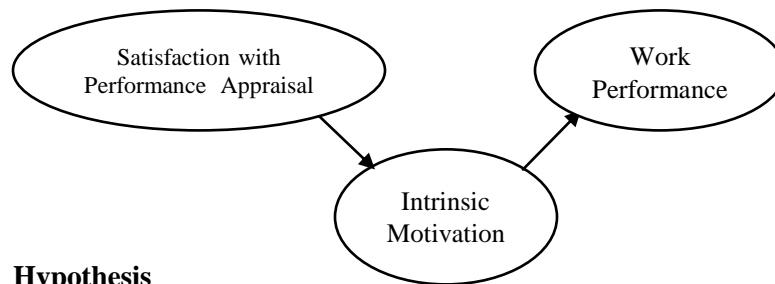 Satisfaction with
Performance Appraisal
Work
Performance
Intrinsic
Motivation
Hypothesis